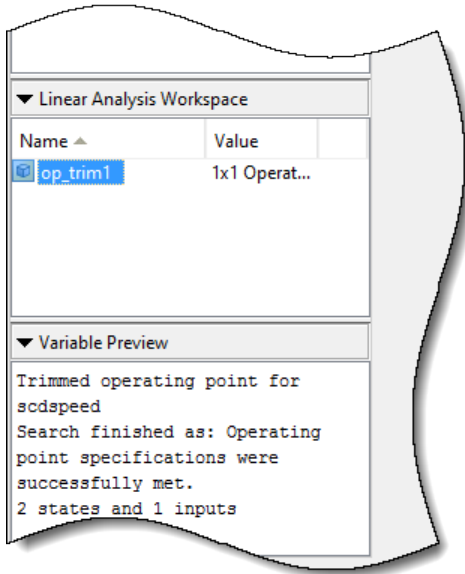 Linear Analysis Workspace
Name Value
op_trim1 1x1 Operat...
Variable Preview
Trimmed operating point for
scdspeed
Search finished as: Operating
point specifications were
successfully met.
2 states and 1 inputs